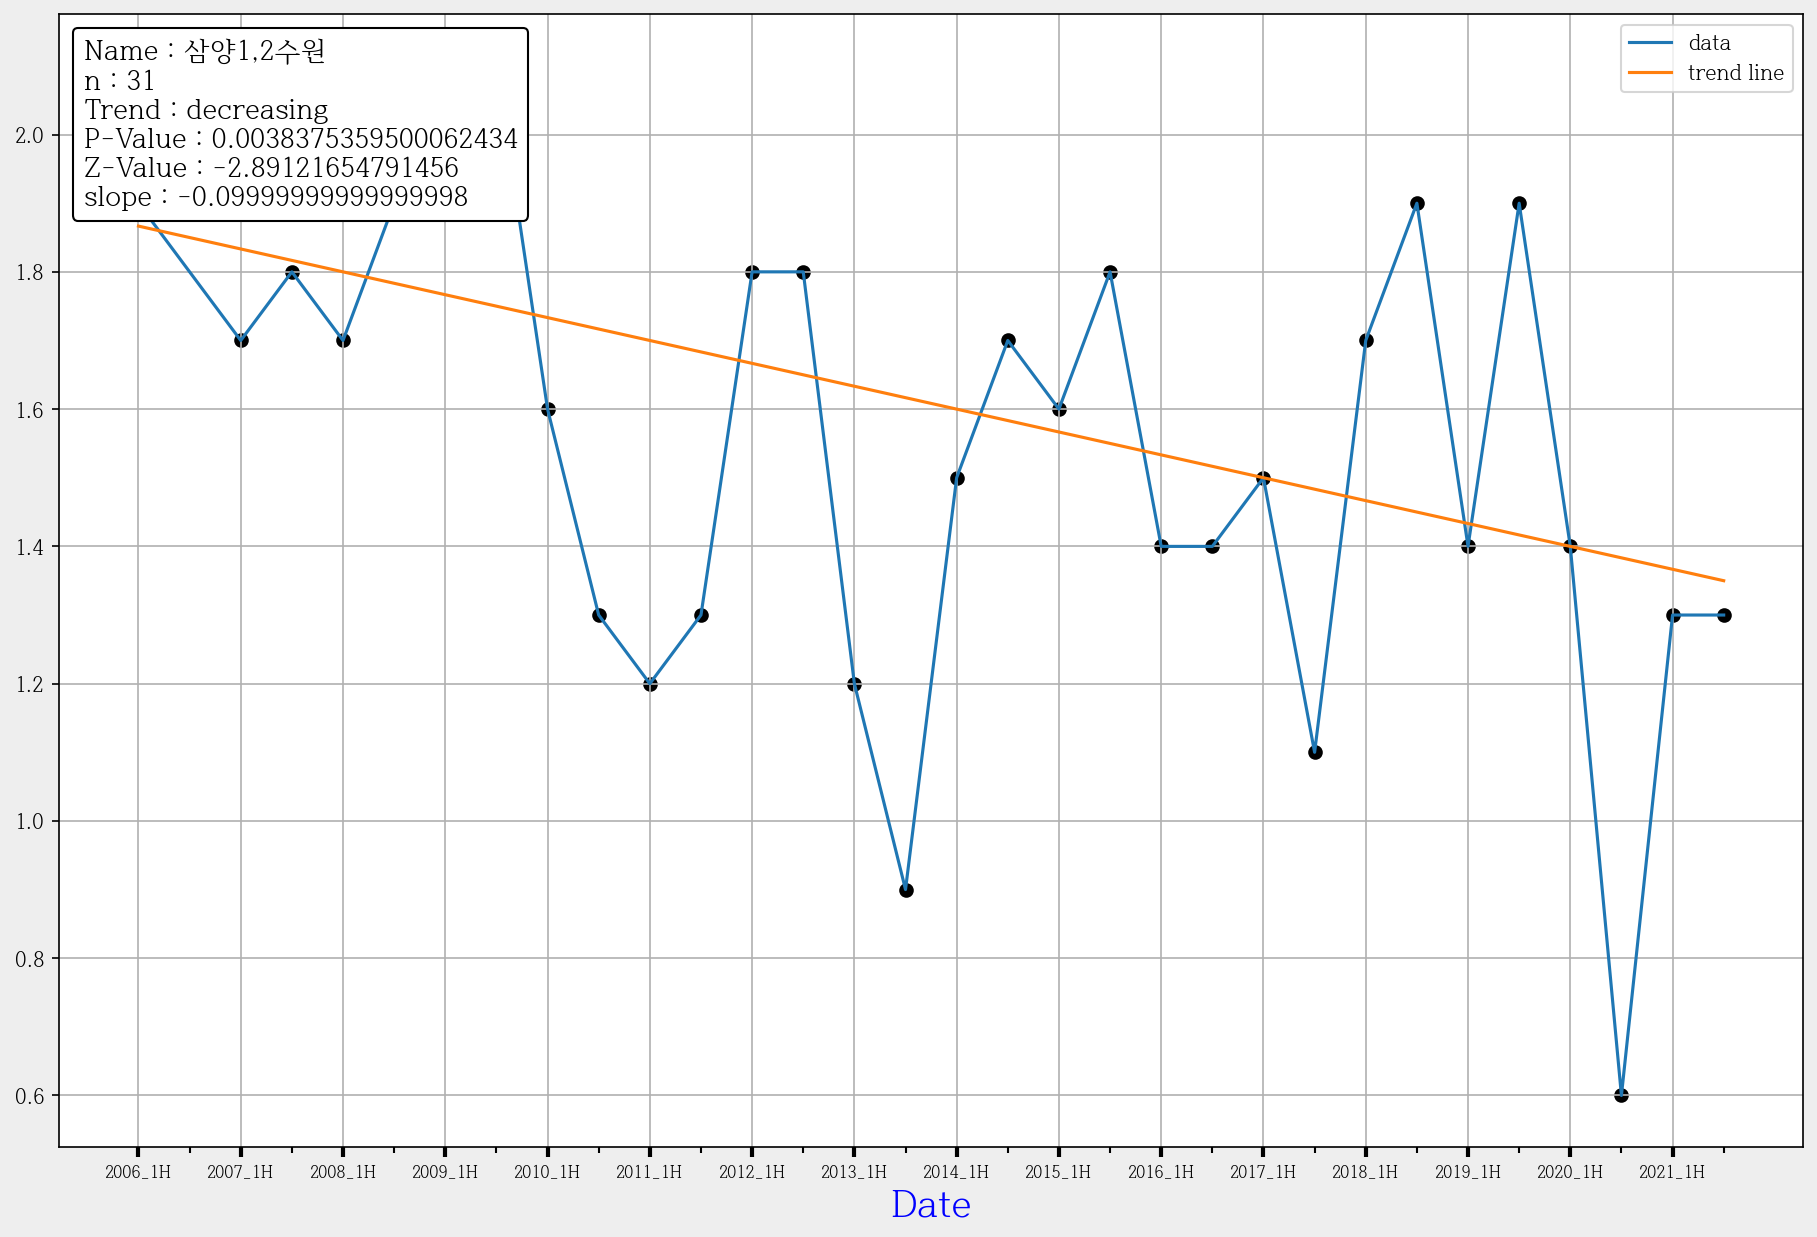 Name : 삼양1,2수원
n : 31
Trend : decreasing
P-Value : 0.0038375359500062434
Z-Value : -2.89121654791456
slope : -0.09999999999999998
data
trend line
2.0
1.8
1.6
1.4
1.2
1.0
0.8
0.6
2006_1H 2007_1H 2008_1H 2009_1H 2010_1H 2011_1H 2012_1H 2013_1H 2014_1H 2015_1H 2016_1H 2017_1H 2018_1H 2019_1H 2020_1H 2021_1H
Date